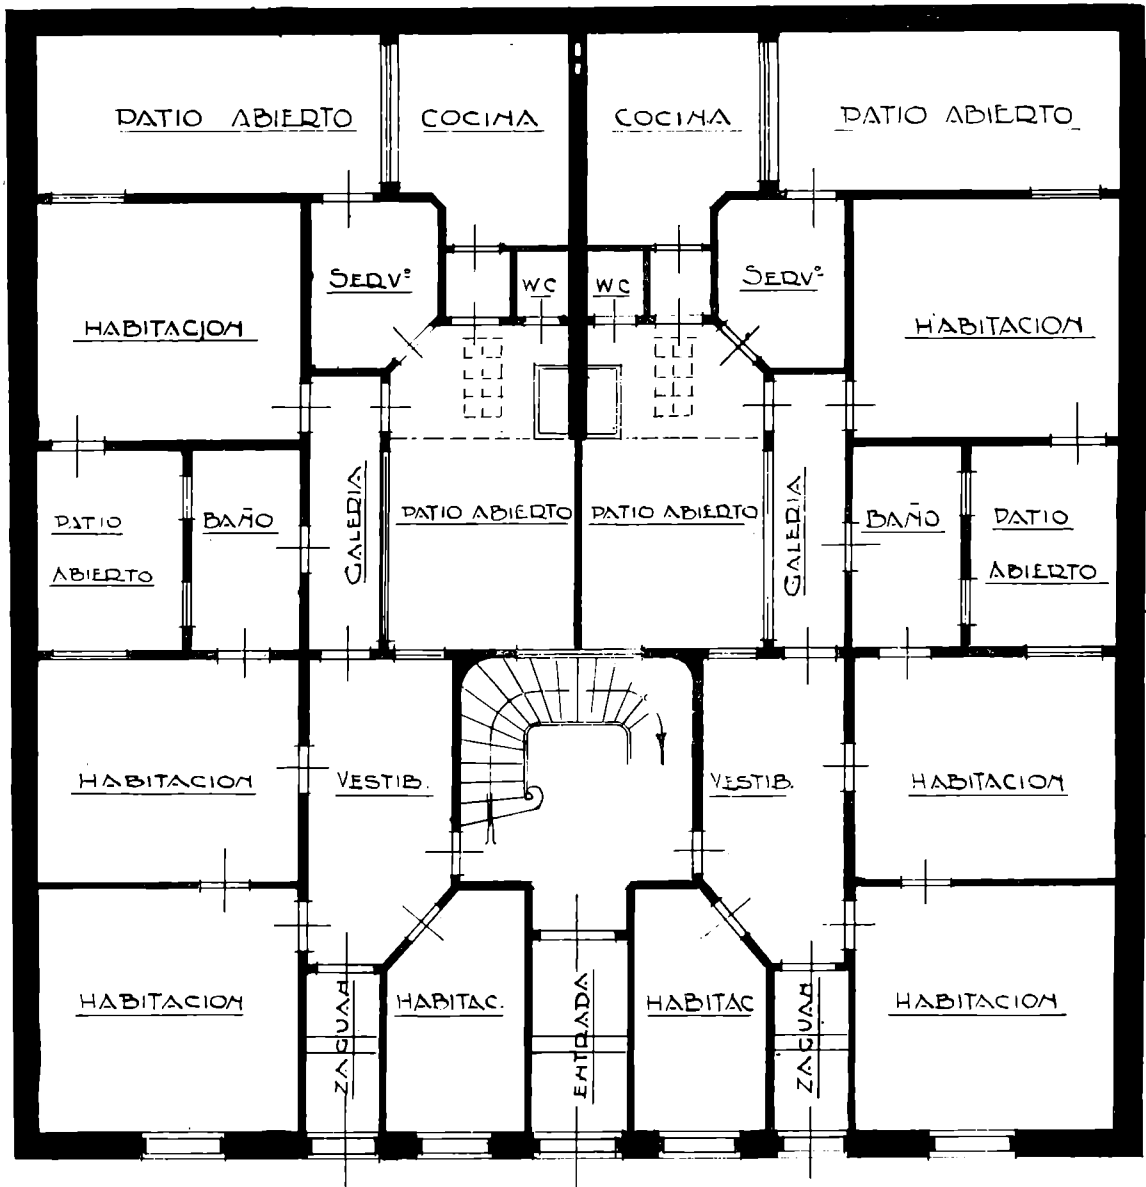 PATIO ABIERTO
COCINA
COCINA
PATIO ABIERTO
SERVº
WC
WC
SERVº
HABITACION
HABITACION
PATIO
ABIERTO
BAÑO
GALERIA
PATIO ABIERTO
PATIO ABIERTO
GALERIA
BAÑO
PATIO
ABIERTO
HABITACION
VESTIB.
VESTIB.
HABITACION
HABITACION
ZAGUAN
HABITAC.
ENTRADA
HABITAC
ZAGUAN
HABITACION